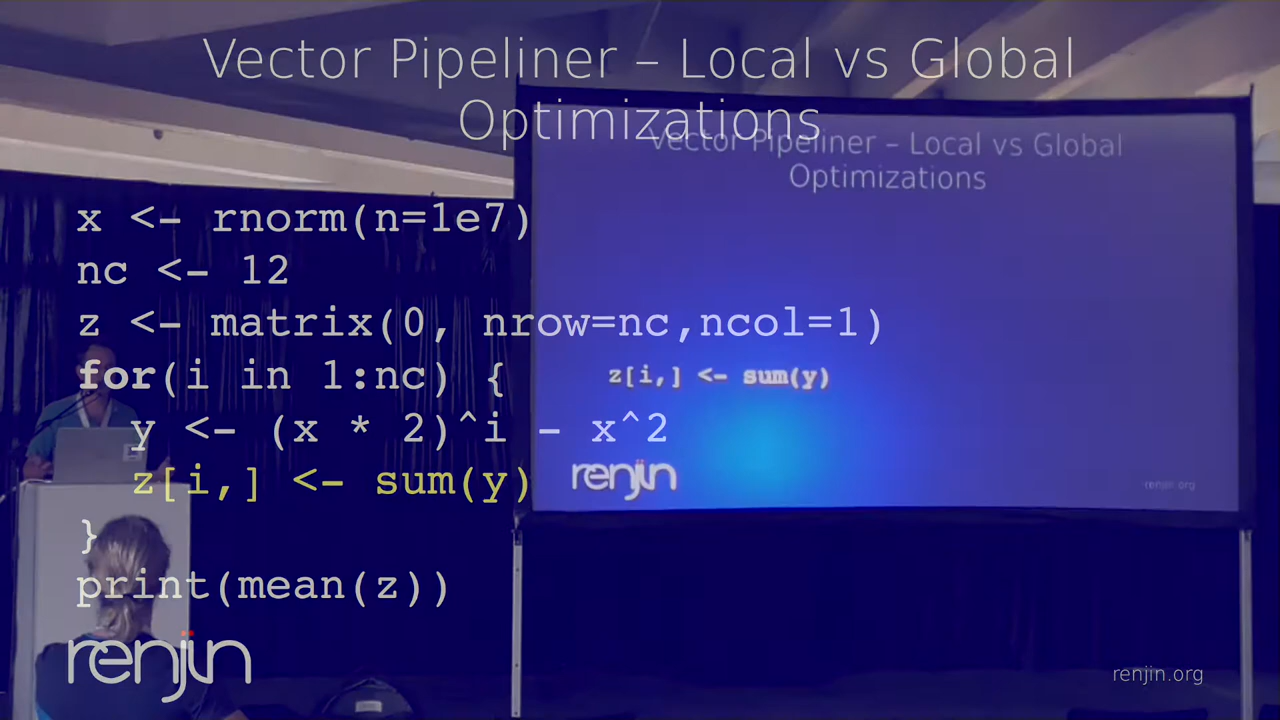 Vector Pipeliner – Local vs Global
Optimizations
x <- rnorm(n=1e7)
nc <- 12
z <- matrix(0, nrow=nc,ncol=1)
for(i in 1:nc) {
y <- (x * 2)^i - x^2
z[i,] <- sum(y)
}
print(mean(z))
renjin
renjin.org
Vector Pipeliner – Local vs Global
Optimizations
z[i,] <- sum(y)
renjin
renjin.org